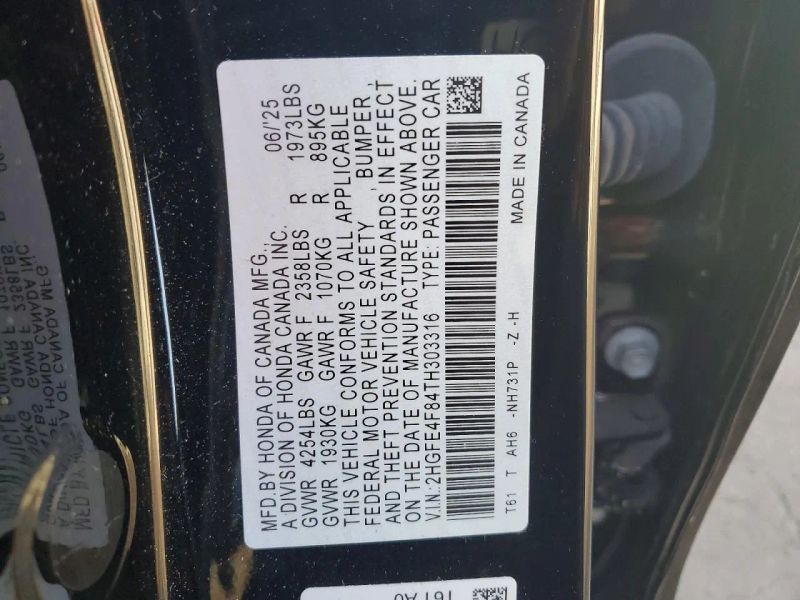 MFD.BY HONDA OF CANADA MFG., 06/'25
A DIVISION OF HONDA CANADA INC.
GVWR 4254LBS GAWR F 2358LBS R 1973LBS
GVWR 1930KG GAWR F 1070KG R 895KG
THIS VEHICLE CONFORMS TO ALL APPLICABLE
FEDERAL MOTOR VEHICLE SAFETY, BUMPER,
AND THEFT PREVENTION STANDARDS IN EFFECT
ON THE DATE OF MANUFACTURE SHOWN ABOVE.
V.I.N.:2HGFE4F84TH303316 TYPE: PASSENGER CAR
T61 T AH6 -NH731P -Z -H MADE IN CANADA